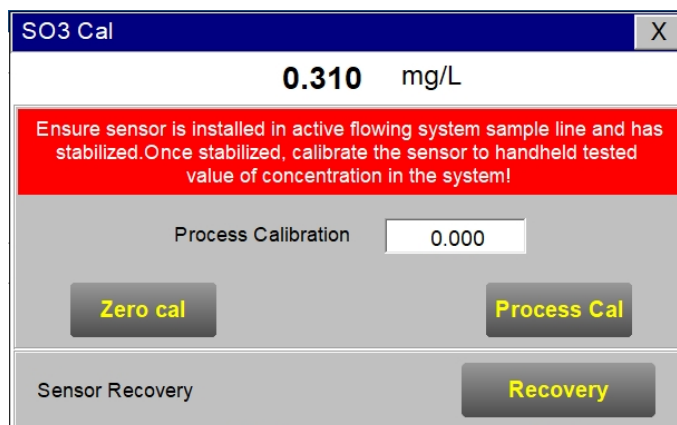 SO3 Cal
X
0.310 mg/L
Ensure sensor is installed in active flowing system sample line and has
stabilized.Once stabilized, calibrate the sensor to handheld tested
value of concentration in the system!
Process Calibration 0.000
Zero cal Process Cal
Sensor Recovery Recovery